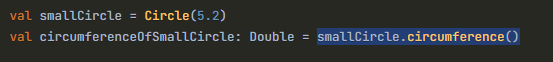 val smallCircle = Circle(5.2)
val circumferenceOfSmallCircle: Double = smallCircle.circumference()